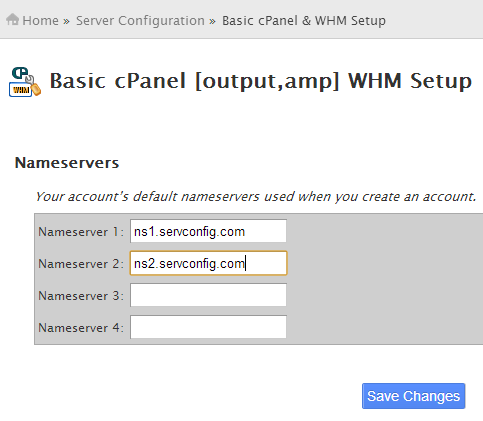 Home » Server Configuration » Basic cPanel & WHM Setup
cP
WHM
Basic cPanel [output,amp] WHM Setup
Nameservers
Your account's default nameservers used when you create an account.
Nameserver 1: ns1.servconfig.com
Nameserver 2: ns2.servconfig.com
Nameserver 3:
Nameserver 4:
Save Changes